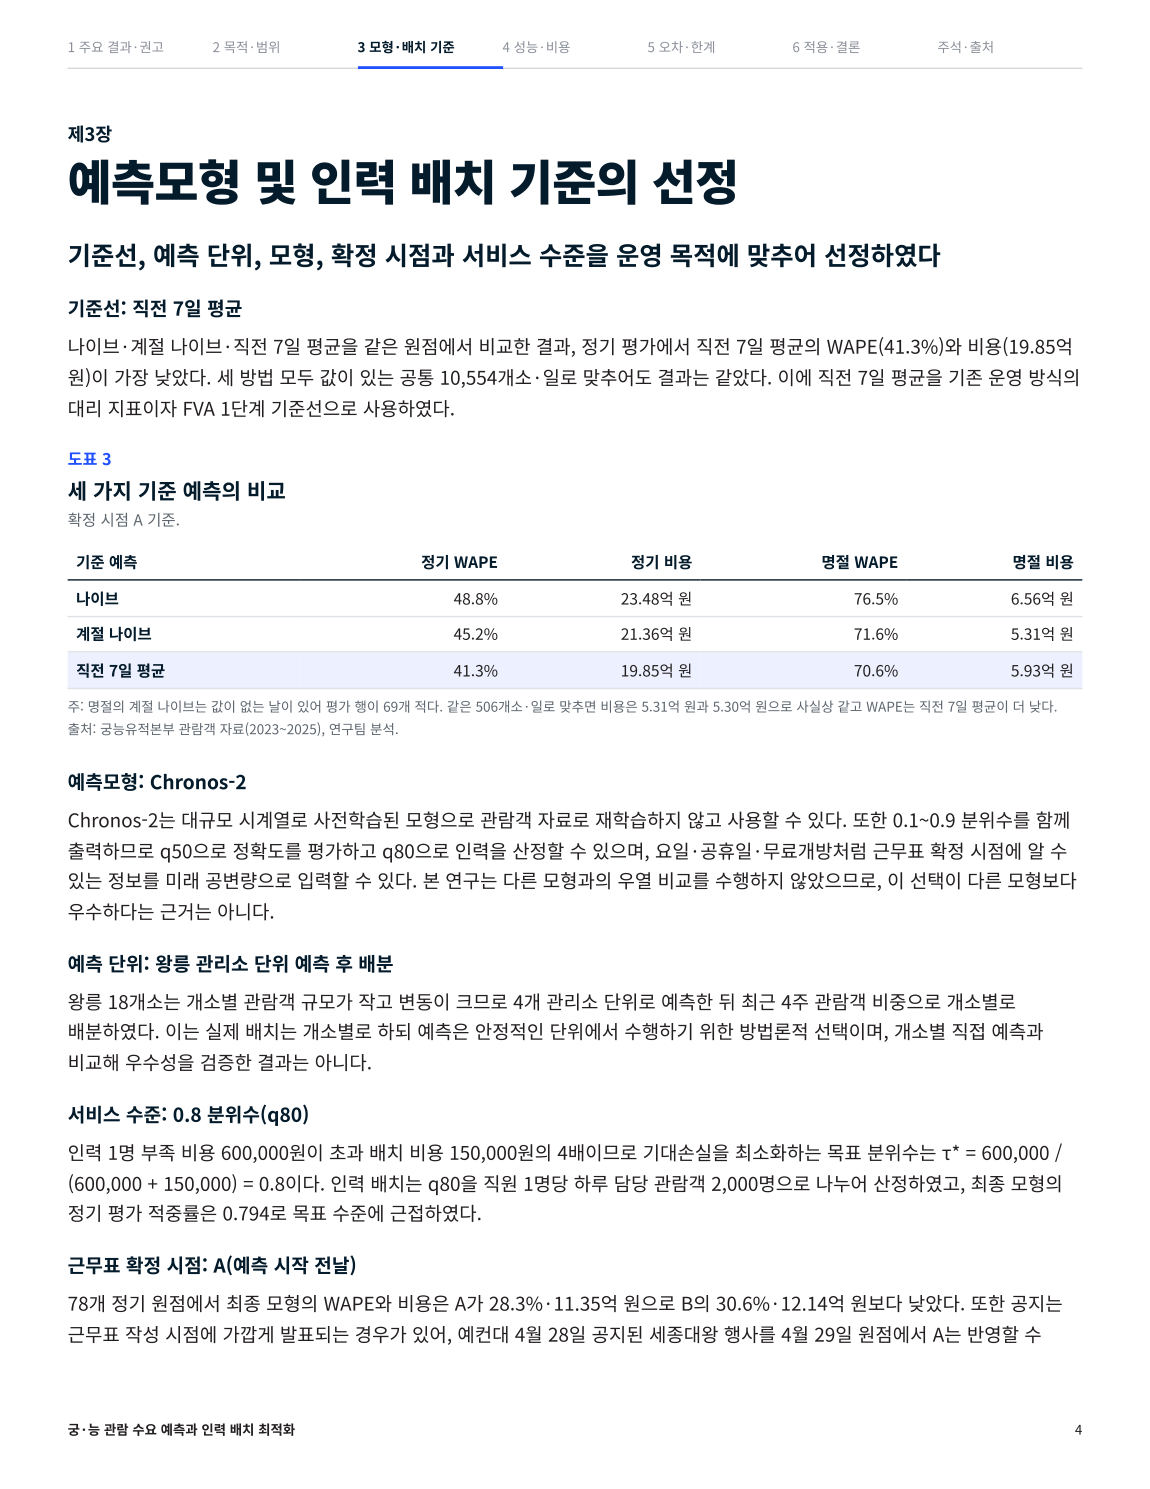 1 주요 결과·권고 2 목적·범위 3 모형·배치 기준 4 성능·비용 5 오차·한계 6 적용·결론 주석·출처
제3장
예측모형 및 인력 배치 기준의 선정
기준선, 예측 단위, 모형, 확정 시점과 서비스 수준을 운영 목적에 맞추어 선정하였다
기준선: 직전 7일 평균
나이브·계절 나이브·직전 7일 평균을 같은 원점에서 비교한 결과, 정기 평가에서 직전 7일 평균의 WAPE(41.3%)와 비용(19.85억
원)이 가장 낮았다. 세 방법 모두 값이 있는 공통 10,554개소·일로 맞추어도 결과는 같았다. 이에 직전 7일 평균을 기존 운영 방식의
대리 지표이자 FVA 1단계 기준선으로 사용하였다.
도표 3
세 가지 기준 예측의 비교
확정 시점 A 기준.
기준 예측 정기 WAPE 정기 비용 명절 WAPE 명절 비용
나이브 48.8% 23.48억 원 76.5% 6.56억 원
계절 나이브 45.2% 21.36억 원 71.6% 5.31억 원
직전 7일 평균 41.3% 19.85억 원 70.6% 5.93억 원
주: 명절의 계절 나이브는 값이 없는 날이 있어 평가 행이 69개 적다. 같은 506개소·일로 맞추면 비용은 5.31억 원과 5.30억 원으로 사실상 같고 WAPE는 직전 7일 평균이 더 낮다.
출처: 궁능유적본부 관람객 자료(2023~2025), 연구팀 분석.
예측모형: Chronos-2
Chronos-2는 대규모 시계열로 사전학습된 모형으로 관람객 자료로 재학습하지 않고 사용할 수 있다. 또한 0.1~0.9 분위수를 함께
출력하므로 q50으로 정확도를 평가하고 q80으로 인력을 산정할 수 있으며, 요일·공휴일·무료개방처럼 근무표 확정 시점에 알 수
있는 정보를 미래 공변량으로 입력할 수 있다. 본 연구는 다른 모형과의 우열 비교를 수행하지 않았으므로, 이 선택이 다른 모형보다
우수하다는 근거는 아니다.
예측 단위: 왕릉 관리소 단위 예측 후 배분
왕릉 18개소는 개소별 관람객 규모가 작고 변동이 크므로 4개 관리소 단위로 예측한 뒤 최근 4주 관람객 비중으로 개소별로
배분하였다. 이는 실제 배치는 개소별로 하되 예측은 안정적인 단위에서 수행하기 위한 방법론적 선택이며, 개소별 직접 예측과
비교해 우수성을 검증한 결과는 아니다.
서비스 수준: 0.8 분위수(q80)
인력 1명 부족 비용 600,000원이 초과 배치 비용 150,000원의 4배이므로 기대손실을 최소화하는 목표 분위수는 τ* = 600,000 /
(600,000 + 150,000) = 0.8이다. 인력 배치는 q80을 직원 1명당 하루 담당 관람객 2,000명으로 나누어 산정하였고, 최종 모형의
정기 평가 적중률은 0.794로 목표 수준에 근접하였다.
근무표 확정 시점: A(예측 시작 전날)
78개 정기 원점에서 최종 모형의 WAPE와 비용은 A가 28.3%·11.35억 원으로 B의 30.6%·12.14억 원보다 낮았다. 또한 공지는
근무표 작성 시점에 가깝게 발표되는 경우가 있어, 예컨대 4월 28일 공지된 세종대왕 행사를 4월 29일 원점에서 A는 반영할 수
궁·능 관람 수요 예측과 인력 배치 최적화 4